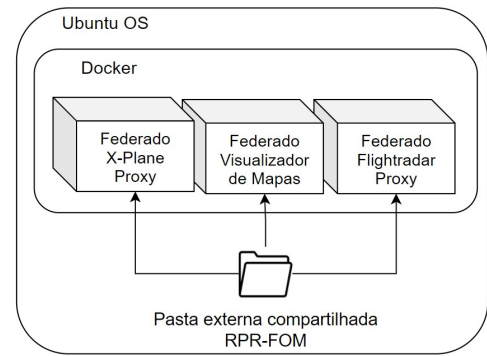 Ubuntu OS
Docker
Federado
X-Plane
Proxy
Federado
Visualizador
de Mapas
Federado
Flightradar
Proxy
Pasta externa compartilhada
RPR-FOM